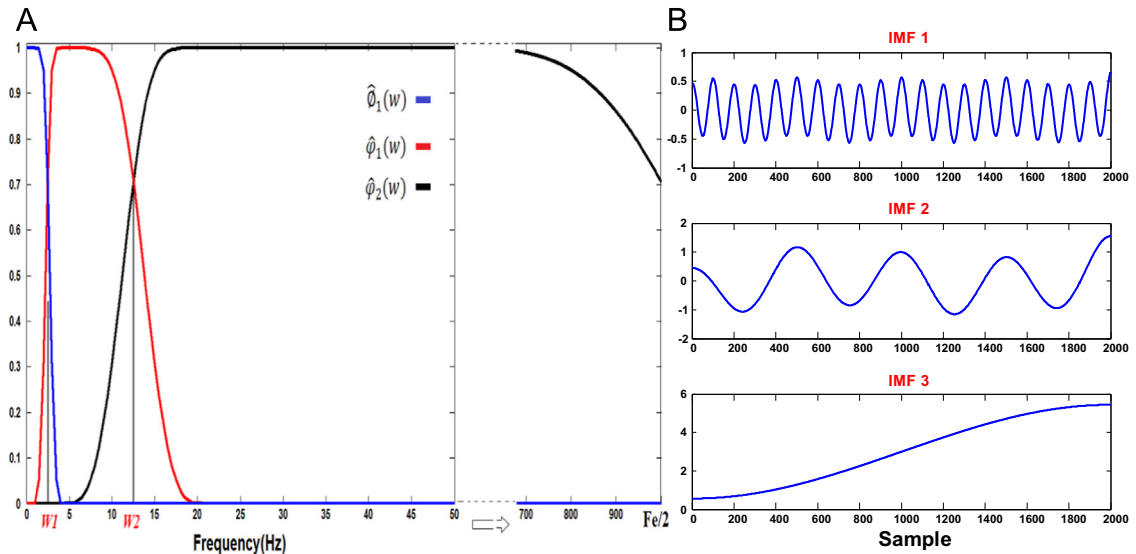 A
1
0.9
0.8
0.7
0.6
0.5
0.4
0.3
0.2
0.1
0
ϕ̂₁(w)
φ̂₁(w)
φ̂₂(w)
0 W1 5 10 W2 15 20 25 30 35 40 45 50 700 800 900 Fe/2
Frequency(Hz)
B
IMF 1
1
0.5
0
-0.5
-1
0 200 400 600 800 1000 1200 1400 1600 1800 2000
IMF 2
2
1
0
-1
-2
0 200 400 600 800 1000 1200 1400 1600 1800 2000
IMF 3
6
4
2
0
0 200 400 600 800 1000 1200 1400 1600 1800 2000
Sample